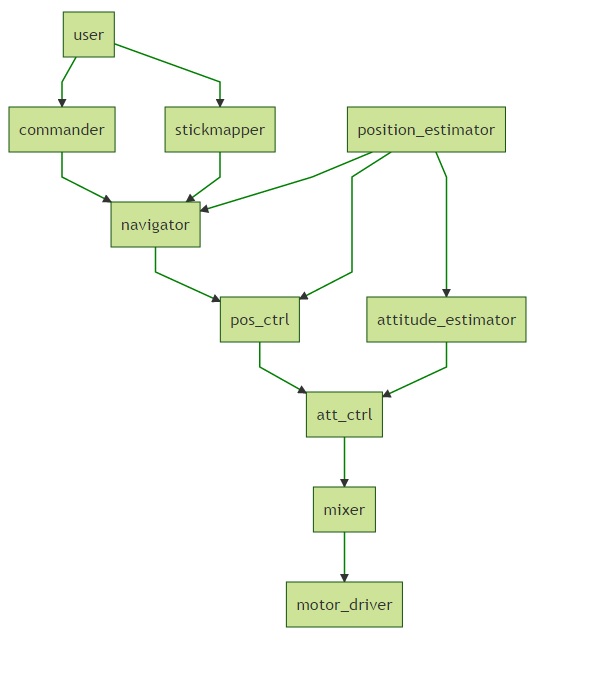 user
commander
stickmapper
position_estimator
navigator
pos_ctrl
attitude_estimator
att_ctrl
mixer
motor_driver